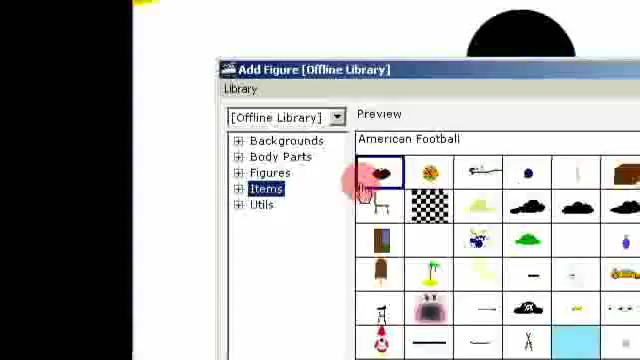 Add Figure [Offline Library]
Library
[Offline Library]
Preview
American Football
Backgrounds
Body Parts
Figures
Items
Utils